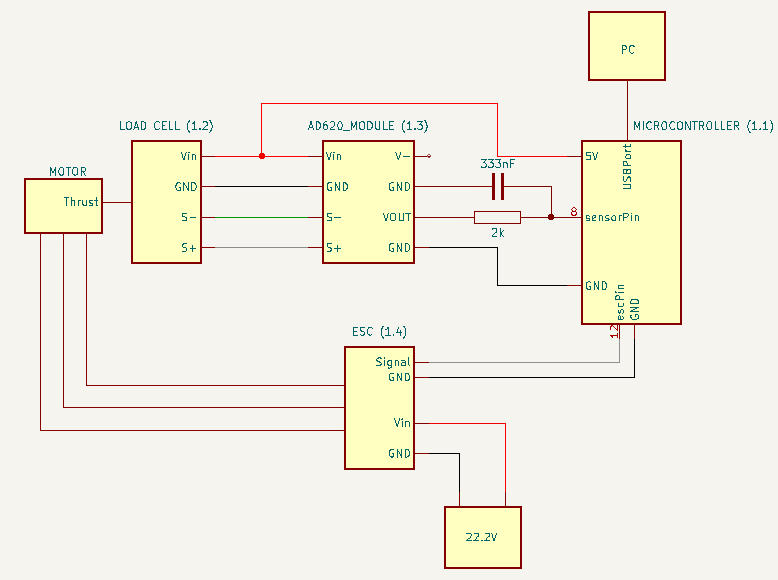 PC
LOAD CELL (1.2)
AD620_MODULE (1.3)
MICROCONTROLLER (1.1)
Vin
GND
S-
S+
Vin
GND
S-
S+
V-
GND
VOUT
GND
333nF
2k
5V
USBPort
8
sensorPin
GND
escPin
GND
12
MOTOR
Thrust
ESC (1.4)
Signal
GND
Vin
GND
22.2V